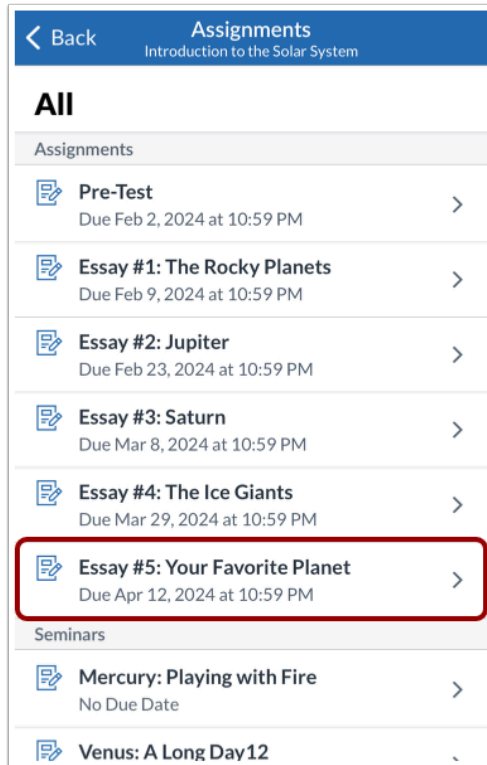 Back
Assignments
Introduction to the Solar System
All
Assignments
Pre-Test
Due Feb 2, 2024 at 10:59 PM
Essay #1: The Rocky Planets
Due Feb 9, 2024 at 10:59 PM
Essay #2: Jupiter
Due Feb 23, 2024 at 10:59 PM
Essay #3: Saturn
Due Mar 8, 2024 at 10:59 PM
Essay #4: The Ice Giants
Due Mar 29, 2024 at 10:59 PM
Essay #5: Your Favorite Planet
Due Apr 12, 2024 at 10:59 PM
Seminars
Mercury: Playing with Fire
No Due Date
Venus: A Long Day12